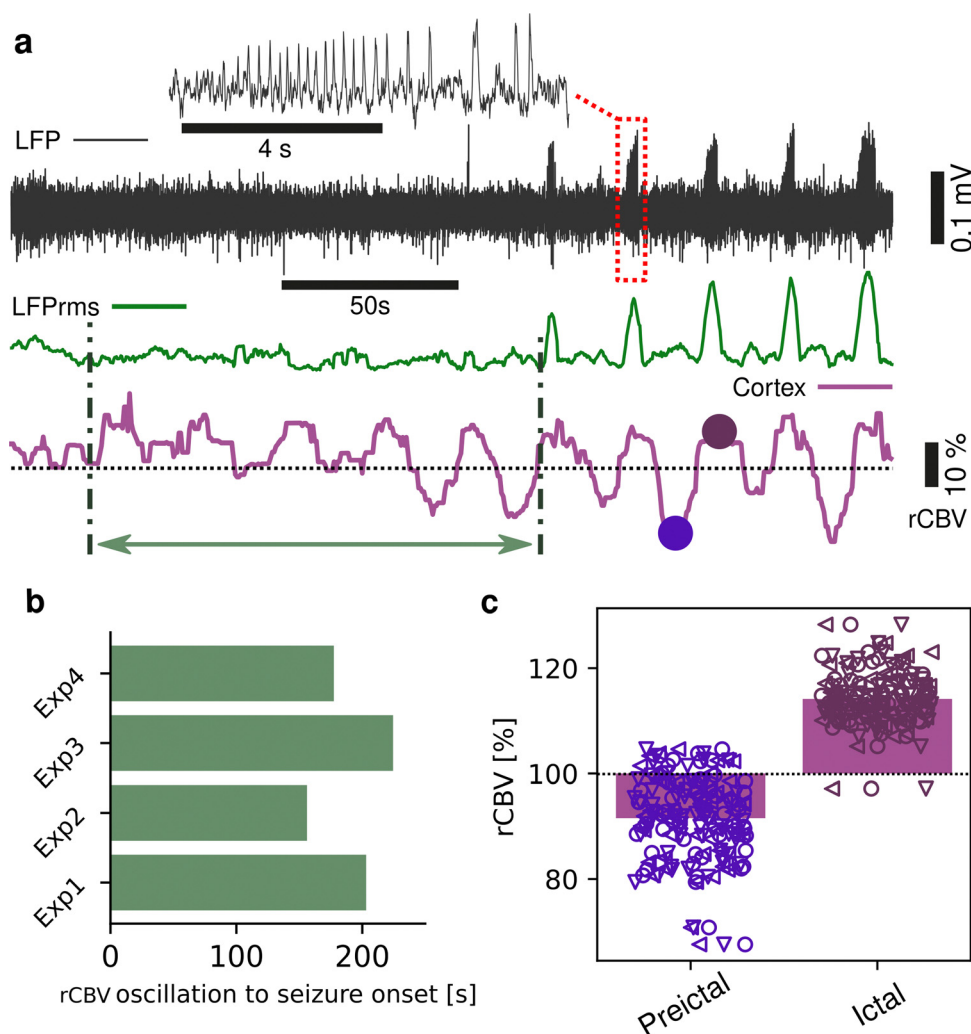 a
4 s
LFP
0.1 mV
50s
LFPrms
Cortex
10 %
rCBV
b
Exp4
Exp3
Exp2
Exp1
0 100 200
rCBV oscillation to seizure onset [s]
c
rCBV [%]
120
100
80
Preictal
Ictal